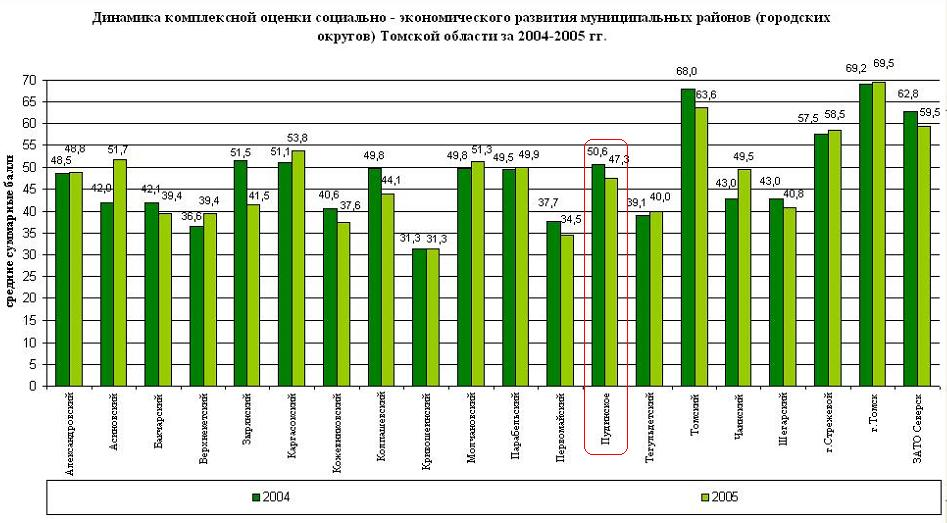 Динамика комплексной оценки социально - экономического развития муниципальных районов (городских
округов) Томской области за 2004-2005 гг.
средние суммарные баллы
70
65
60
55
50
45
40
35
30
25
20
15
10
5
0
48,5 48,8
42,0 51,7
42,1 39,4
36,6 39,4
51,5 41,5
51,1 53,8
40,6 37,6
49,8 44,1
31,3 31,3
49,8 51,3
49,5 49,9
37,7 34,5
50,6 47,3
39,1 40,0
68,0 63,6
43,0 49,5
43,0 40,8
57,5 58,5
69,2 69,5
62,8 59,5
Александровский
Асиновский
Бакчарский
Верхнекетский
Зырянский
Каргасокский
Кожевниковский
Колпашевский
Кривошеинский
Молчановский
Парабельский
Первомайский
Пудинское
Тегульдетский
Томский
Чаинский
Шегарский
г.Стрежевой
г.Томск
ЗАТО Северск
2004 2005